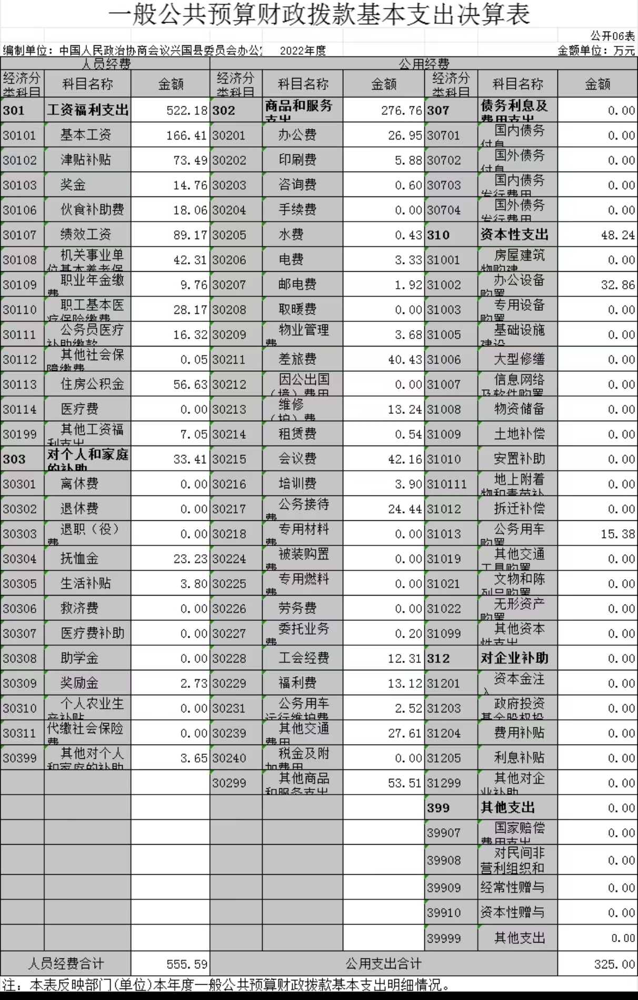 一般公共预算财政拨款基本支出决算表
公开06表
编制单位：中国人民政治协商会议兴国县委员会办公 2022年度 金额单位：万元
人员经费 公用经费
经济分类科目 科目名称 金额 经济分类科目 科目名称 金额 经济分类科目 科目名称 金额
301 工资福利支出 522.18 302 商品和服务支出 276.76 307 债务利息及费用支出 0.00
30101 基本工资 166.41 30201 办公费 26.95 30701 国内债务付息 0.00
30102 津贴补贴 73.49 30202 印刷费 5.88 30702 国外债务付息 0.00
30103 奖金 14.76 30203 咨询费 0.60 30703 国内债务发行费用 0.00
30106 伙食补助费 18.06 30204 手续费 0.00 30704 国外债务发行费用 0.00
30107 绩效工资 89.17 30205 水费 0.43 310 资本性支出 48.24
30108 机关事业单位基本养老保 42.31 30206 电费 3.33 31001 房屋建筑物购建 0.00
30109 职业年金缴费 9.76 30207 邮电费 1.92 31002 办公设备购置 32.86
30110 职工基本医疗保险缴费 28.17 30208 取暖费 0.00 31003 专用设备购置 0.00
30111 公务员医疗补助缴款 16.32 30209 物业管理费 3.68 31005 基础设施建设 0.00
30112 其他社会保障缴费 0.05 30211 差旅费 40.43 31006 大型修缮 0.00
30113 住房公积金 56.63 30212 因公出国（境）费用 0.00 31007 信息网络及软件购置 0.00
30114 医疗费 0.00 30213 维修（护）费 13.24 31008 物资储备 0.00
30199 其他工资福利支出 7.05 30214 租赁费 0.54 31009 土地补偿 0.00
303 对个人和家庭的补助 33.41 30215 会议费 42.16 31010 安置补助 0.00
30301 离休费 0.00 30216 培训费 3.90 310111 地上附着物和青苗补 0.00
30302 退休费 0.00 30217 公务接待费 24.44 31012 拆迁补偿 0.00
30303 退职（役）费 0.00 30218 专用材料费 0.00 31013 公务用车购置 15.38
30304 抚恤金 23.23 30224 被装购置费 0.00 31019 其他交通工具购置 0.00
30305 生活补贴 3.80 30225 专用燃料费 0.00 31021 文物和陈列品购置 0.00
30306 救济费 0.00 30226 劳务费 0.00 31022 无形资产购置 0.00
30307 医疗费补助 0.00 30227 委托业务费 0.20 31099 其他资本性支出 0.00
30308 助学金 0.00 30228 工会经费 12.31 312 对企业补助 0.00
30309 奖励金 2.73 30229 福利费 13.12 31201 资本金注入 0.00
30310 个人农业生产补贴 0.00 30231 公务用车运行维护费 2.52 31203 政府投资基金股权投 0.00
30311 代缴社会保险费 0.00 30239 其他交通费用 27.61 31204 费用补贴 0.00
30399 其他对个人和家庭的补助 3.65 30240 税金及附加费用 0.00 31205 利息补贴 0.00
30299 其他商品和服务支出 53.51 31299 其他对企业补助 0.00
399 其他支出 0.00
39907 国家赔偿费用支出 0.00
39908 对民间非营利组织和 0.00
39909 经常性赠与 0.00
39910 资本性赠与 0.00
39999 其他支出 0.00
人员经费合计 555.59 公用支出合计 325.00
注：本表反映部门(单位)本年度一般公共预算财政拨款基本支出明细情况。